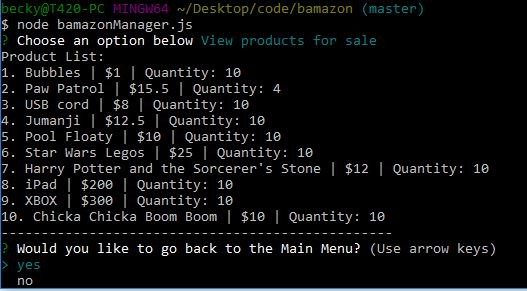 becky@T420-PC MINGW64 ~/Desktop/code/bamazon (master)
$ node bamazonManager.js
? Choose an option below View products for sale
Product List:
1. Bubbles | $1 | Quantity: 10
2. Paw Patrol | $15.5 | Quantity: 4
3. USB cord | $8 | Quantity: 10
4. Jumanji | $12.5 | Quantity: 10
5. Pool Floaty | $10 | Quantity: 10
6. Star Wars Legos | $25 | Quantity: 10
7. Harry Potter and the Sorcerer's Stone | $12 | Quantity: 10
8. iPad | $200 | Quantity: 10
9. XBOX | $300 | Quantity: 10
10. Chicka Chicka Boom Boom | $10 | Quantity: 10
--------------------------------------------------
? Would you like to go back to the Main Menu? (Use arrow keys)
> yes
  no